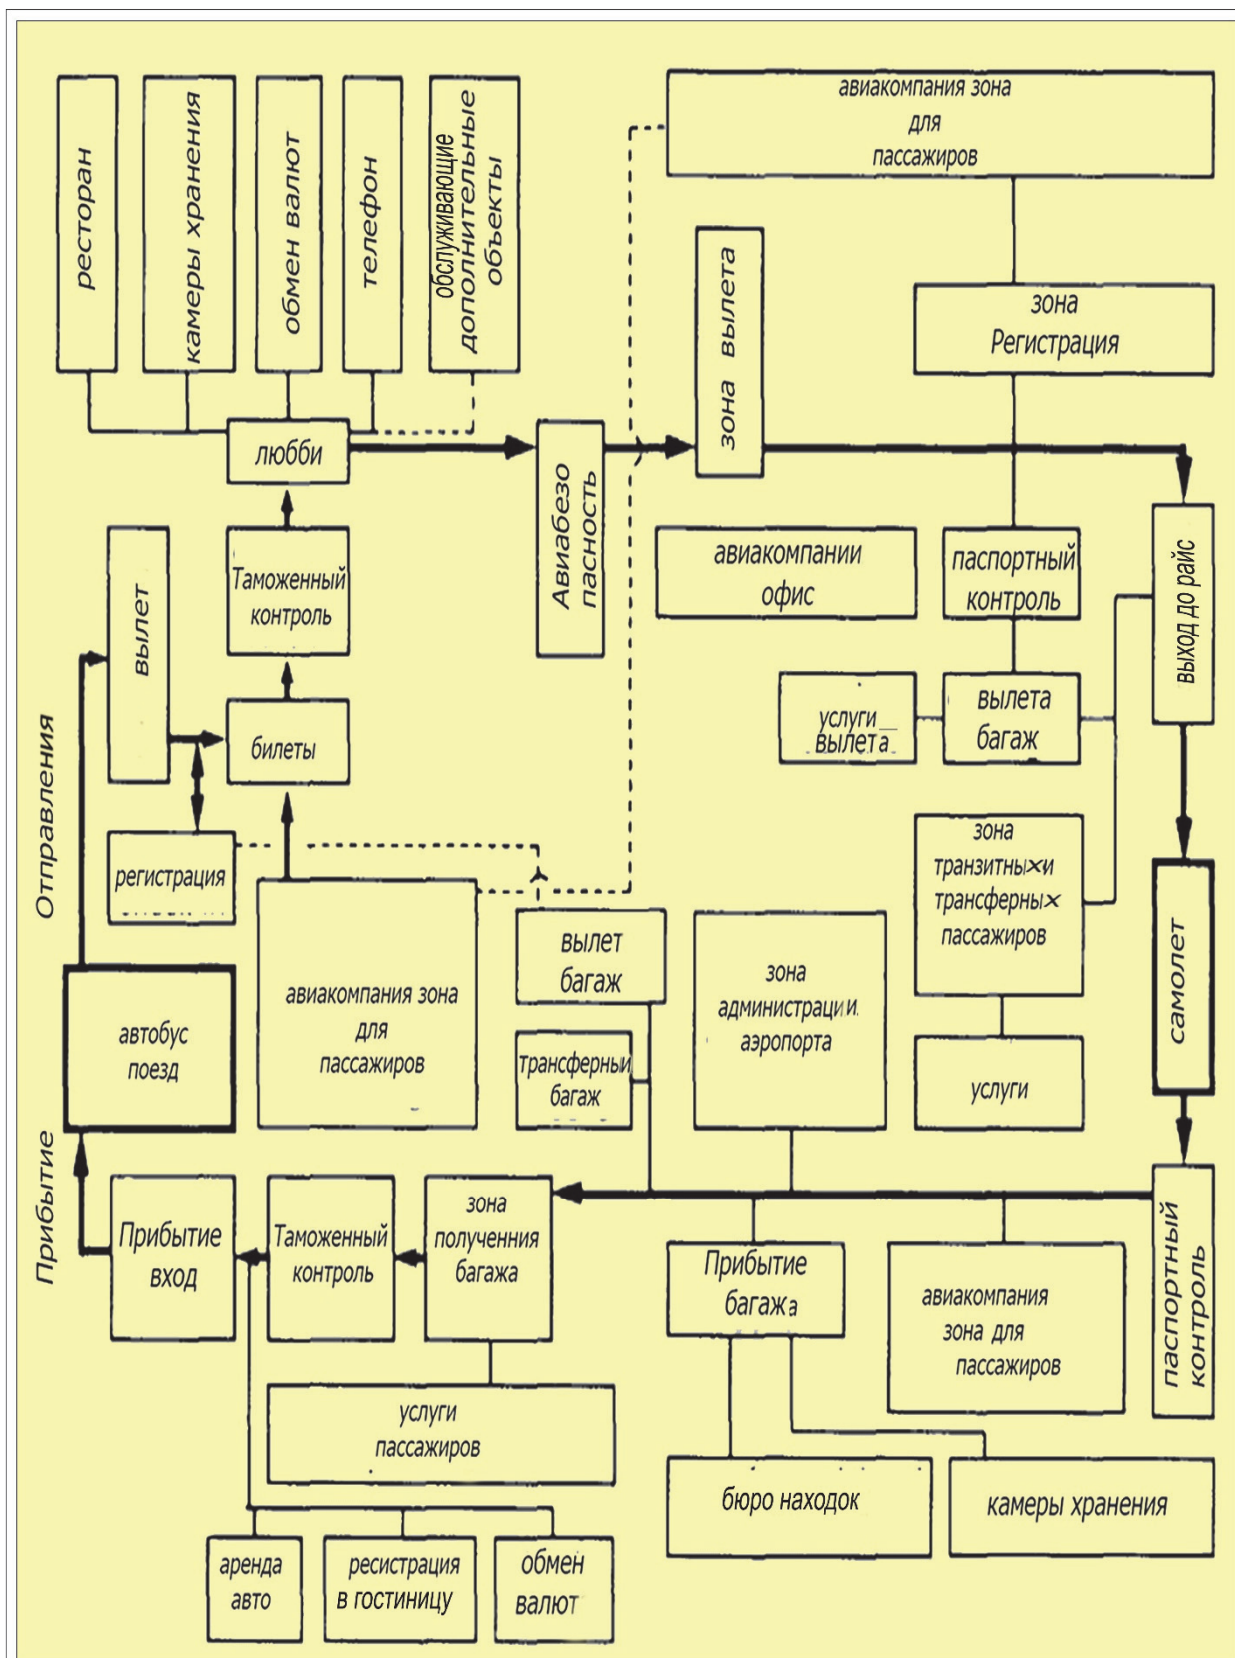 ресторан
камеры хранения
обмен валют
телефон
обслуживающие
дополнительные
объекты
авиакомпания зона
для
пассажиров
зона вылета
зона
Регистрация
любби
Авиабезо
пасность
вылет
Таможенный
контроль
авиакомпании
офис
паспортный
контроль
выход до райс
билеты
услуги
вылета
вылета
багаж
Отправления
регистрация
зона
транзитных и
трансферных
пассажиров
самолет
вылет
багаж
автобус
поезд
авиакомпания зона
для
пассажиров
зона
администраци и.
аэропорта
трансферный
багаж
услуги
Прибытие
Прибытие
вход
Таможенный
контроль
зона
полученния
багажа
Прибытие
багажа
авиакомпания
зона для
пассажиров
паспортный
контроль
услуги
пассажиров
бюро находок
камеры хранения
аренда
авто
ресистрация
в гостиницу
обмен
валют